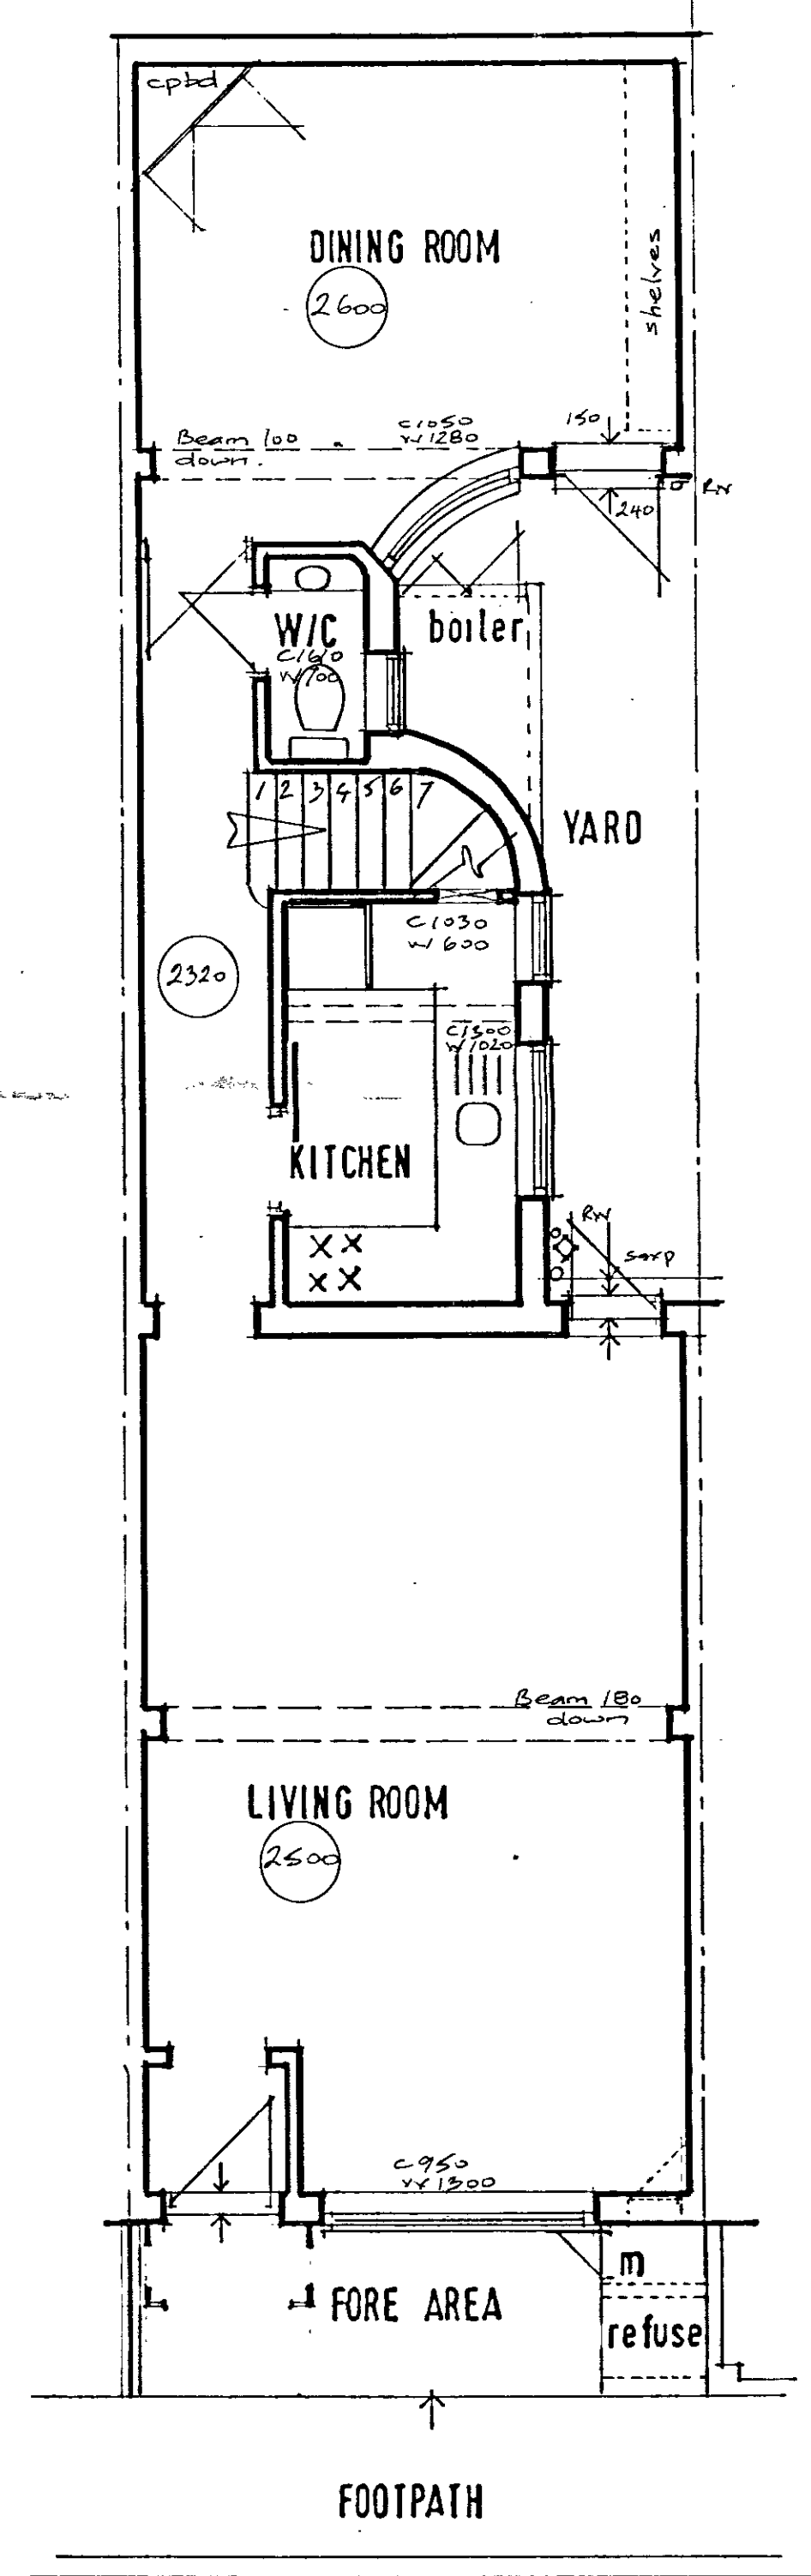 cpbd
DINING ROOM
2600
shelves
Beam 100
down.
C1050
W1280
150
RW
240
W/C
C1610
W700
boiler
1 2 3 4 5 6 7
YARD
2320
C1030
W600
C1300
W1020
KITCHEN
RW
Beam 180
down
LIVING ROOM
2500
C950
W1300
m
FORE AREA
refuse
FOOTPATH